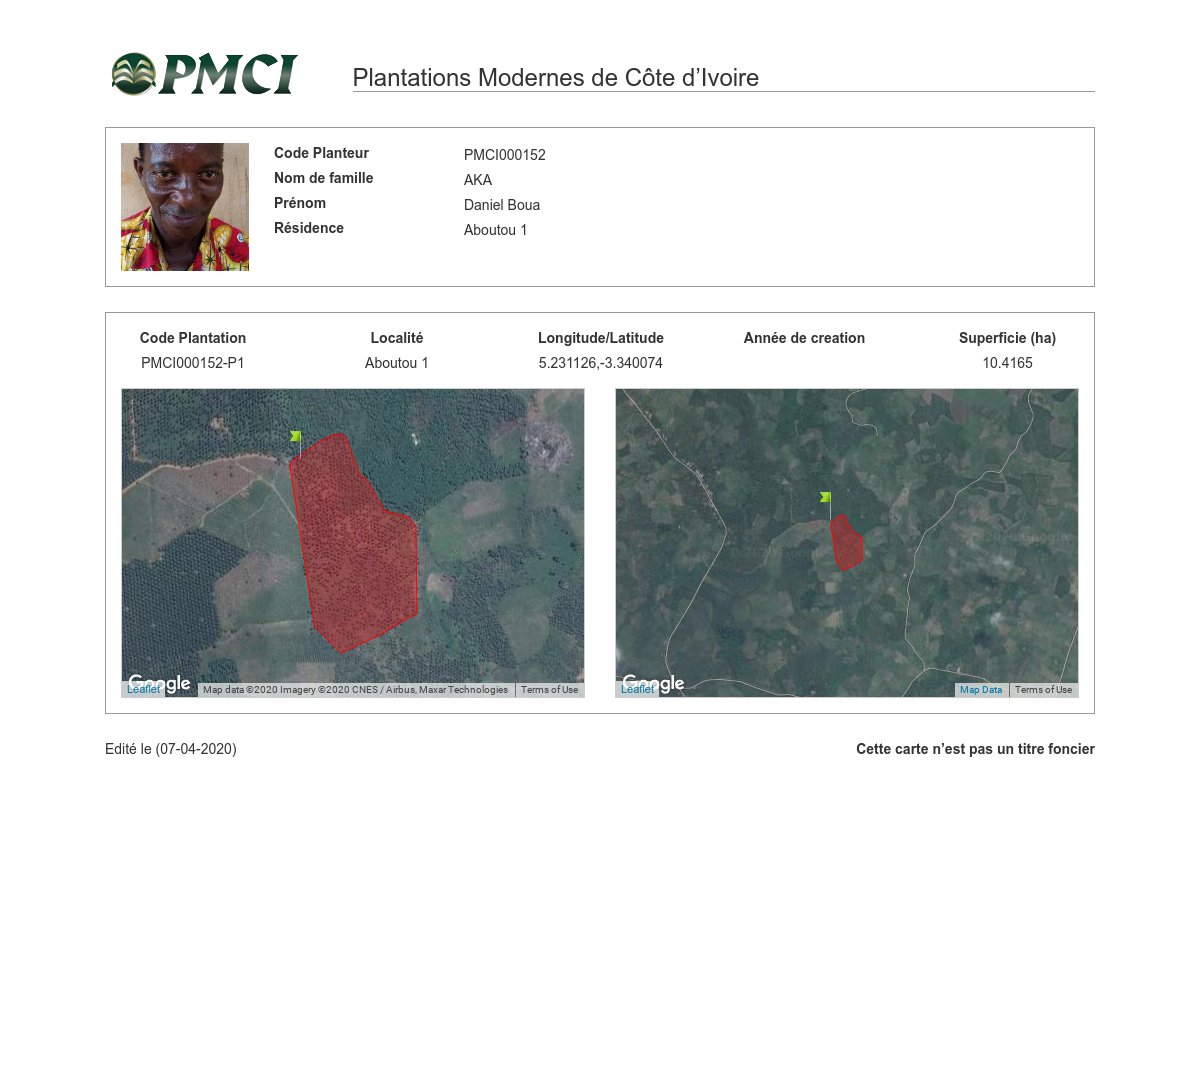 PMCI
Plantations Modernes de Côte d’Ivoire
Code Planteur PMCI000152
Nom de famille AKA
Prénom Daniel Boua
Résidence Aboutou 1
Code Plantation Localité Longitude/Latitude Année de creation Superficie (ha)
PMCI000152-P1 Aboutou 1 5.231126,-3.340074 10.4165
Google
Leaflet Map data ©2020 Imagery ©2020 CNES / Airbus, Maxar Technologies Terms of Use
Google
Leaflet Map Data Terms of Use
Edité le (07-04-2020) Cette carte n’est pas un titre foncier